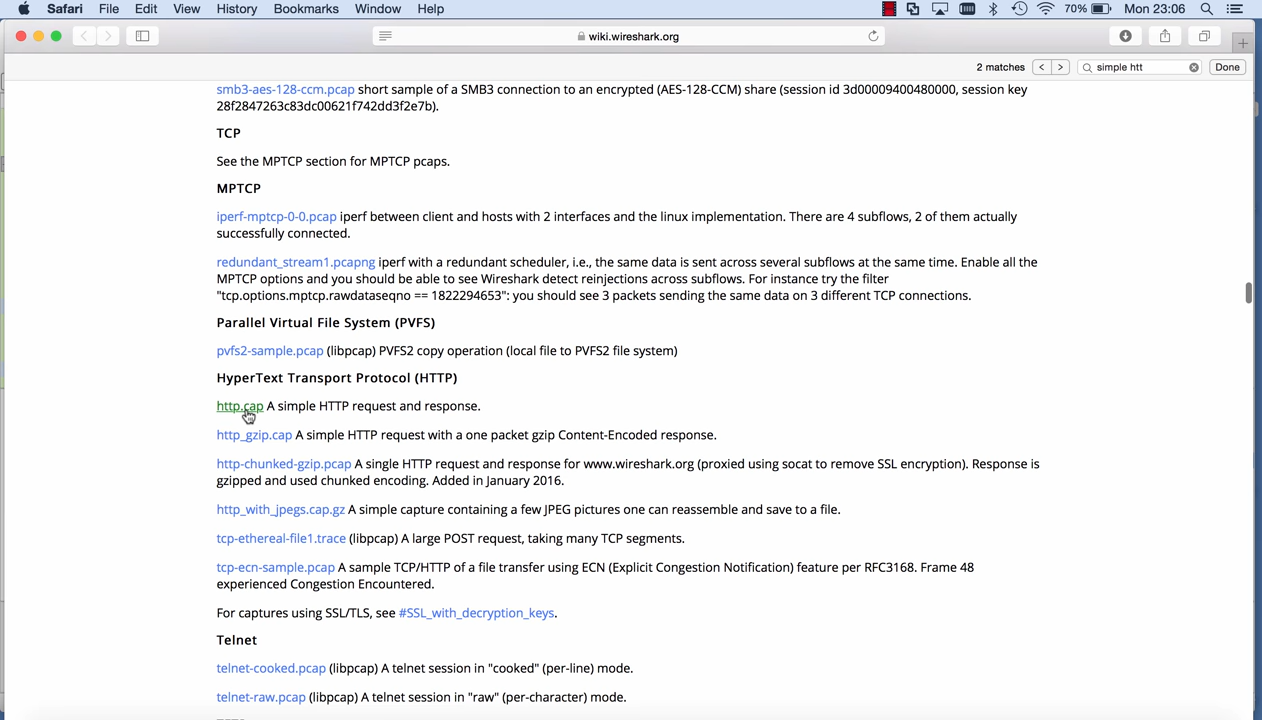 Safari File Edit View History Bookmarks Window Help 70% Mon 23:06
wiki.wireshark.org
2 matches < > simple htt Done
smb3-aes-128-ccm.pcap short sample of a SMB3 connection to an encrypted (AES-128-CCM) share (session id 3d00009400480000, session key
28f2847263c83dc00621f742dd3f2e7b).
TCP
See the MPTCP section for MPTCP pcaps.
MPTCP
iperf-mptcp-0-0.pcap iperf between client and hosts with 2 interfaces and the linux implementation. There are 4 subflows, 2 of them actually
successfully connected.
redundant_stream1.pcapng iperf with a redundant scheduler, i.e., the same data is sent across several subflows at the same time. Enable all the
MPTCP options and you should be able to see Wireshark detect reinjections across subflows. For instance try the filter
"tcp.options.mptcp.rawdataseqno == 1822294653": you should see 3 packets sending the same data on 3 different TCP connections.
Parallel Virtual File System (PVFS)
pvfs2-sample.pcap (libpcap) PVFS2 copy operation (local file to PVFS2 file system)
HyperText Transport Protocol (HTTP)
http.cap A simple HTTP request and response.
http_gzip.cap A simple HTTP request with a one packet gzip Content-Encoded response.
http-chunked-gzip.pcap A single HTTP request and response for www.wireshark.org (proxied using socat to remove SSL encryption). Response is
gzipped and used chunked encoding. Added in January 2016.
http_with_jpegs.cap.gz A simple capture containing a few JPEG pictures one can reassemble and save to a file.
tcp-ethereal-file1.trace (libpcap) A large POST request, taking many TCP segments.
tcp-ecn-sample.pcap A sample TCP/HTTP of a file transfer using ECN (Explicit Congestion Notification) feature per RFC3168. Frame 48
experienced Congestion Encountered.
For captures using SSL/TLS, see #SSL_with_decryption_keys.
Telnet
telnet-cooked.pcap (libpcap) A telnet session in "cooked" (per-line) mode.
telnet-raw.pcap (libpcap) A telnet session in "raw" (per-character) mode.